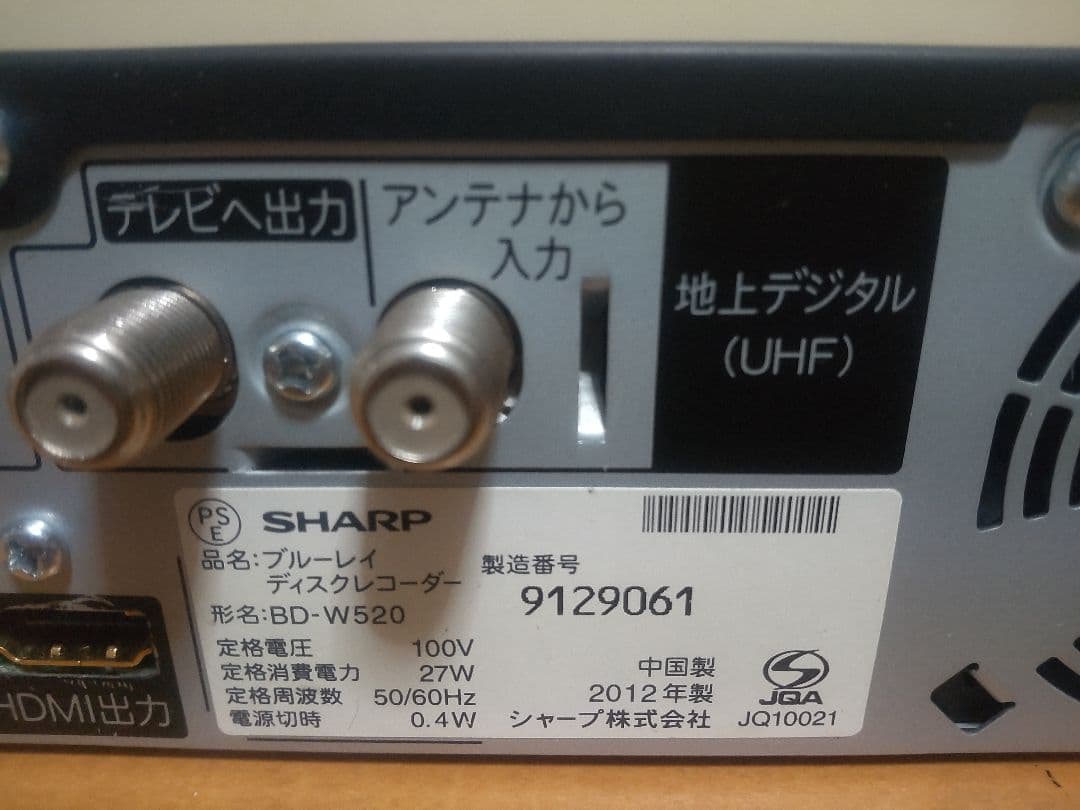 テレビへ出力
アンテナから
入力
地上デジタル
(UHF)
PS
E
SHARP
品名:ブルーレイ
ディスクレコーダー
形名:BD-W520
製造番号
9129061
定格電圧 100V
定格消費電力 27W
定格周波数 50/60Hz
電源切時 0.4W
中国製
2012年製
シャープ株式会社
JQA
JQ10021
HDMI出力